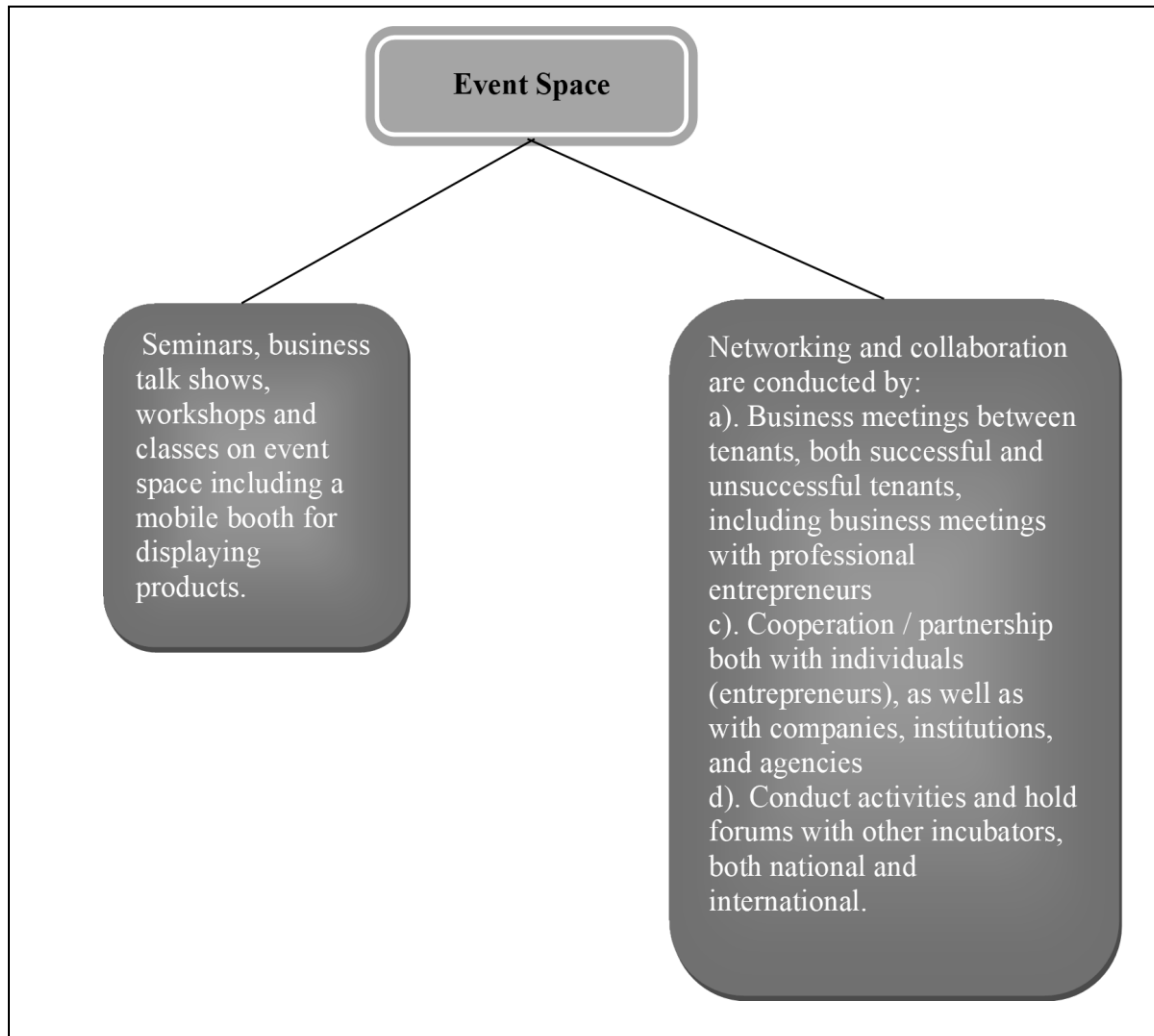 Event Space
Seminars, business
talk shows,
workshops and
classes on event
space including a
mobile booth for
displaying
products.
Networking and collaboration
are conducted by:
a). Business meetings between
tenants, both successful and
unsuccessful tenants,
including business meetings
with professional
entrepreneurs
c). Cooperation / partnership
both with individuals
(entrepreneurs), as well as
with companies, institutions,
and agencies
d). Conduct activities and hold
forums with other incubators,
both national and
international.